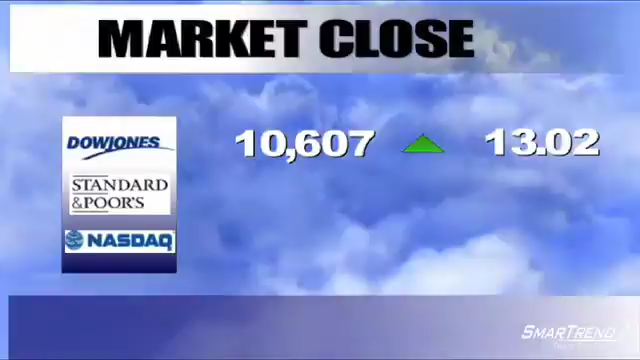 MARKET CLOSE
DOWJONES 10,607 13.02
STANDARD
&POOR'S
NASDAQ
SMARTREND